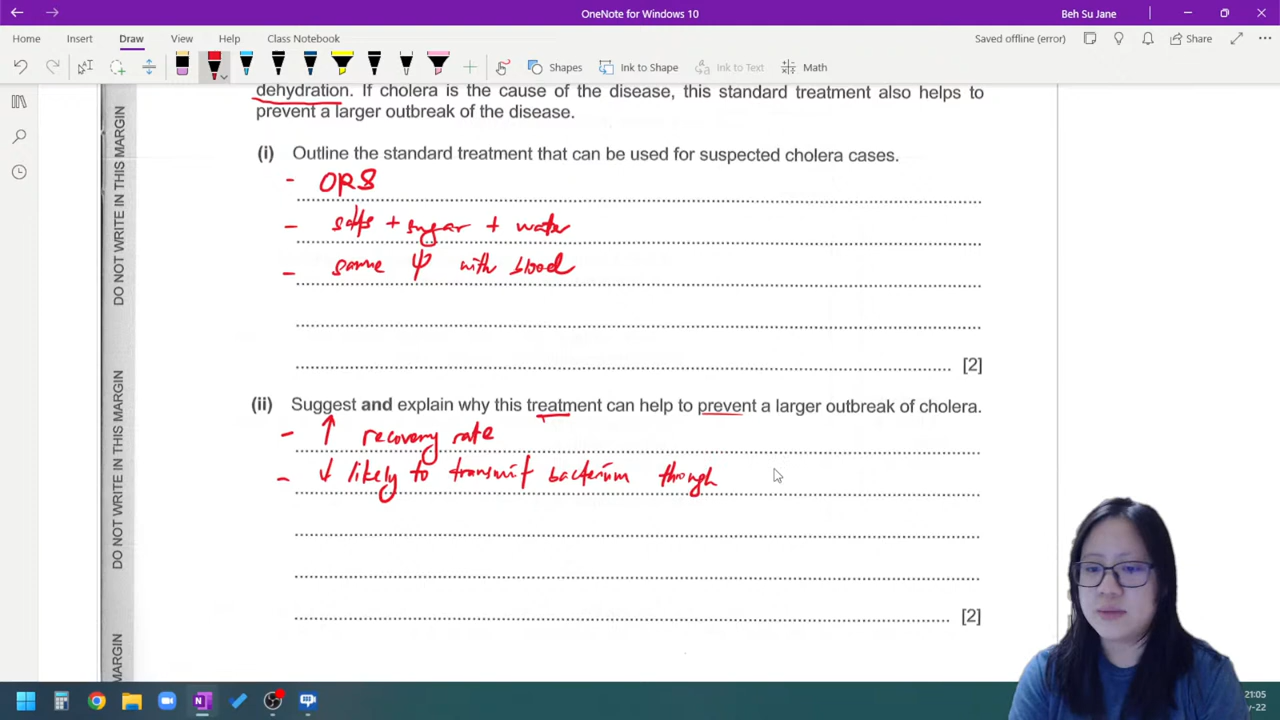 OneNote for Windows 10
Beh Su Jane
Home Insert Draw View Help Class Notebook
Saved offline (error)
Share
Shapes
Ink to Shape
Ink to Text
Math
dehydration. If cholera is the cause of the disease, this standard treatment also helps to
prevent a larger outbreak of the disease.
(i) Outline the standard treatment that can be used for suspected cholera cases.
- ORS
- salts + sugar + water
- same ψ with blood
[2]
(ii) Suggest and explain why this treatment can help to prevent a larger outbreak of cholera.
- ↑ recovery rate
- ↓ likely to transmit bacterium through
[2]
DO NOT WRITE IN THIS MARGIN
DO NOT WRITE IN THIS MARGIN
21:05